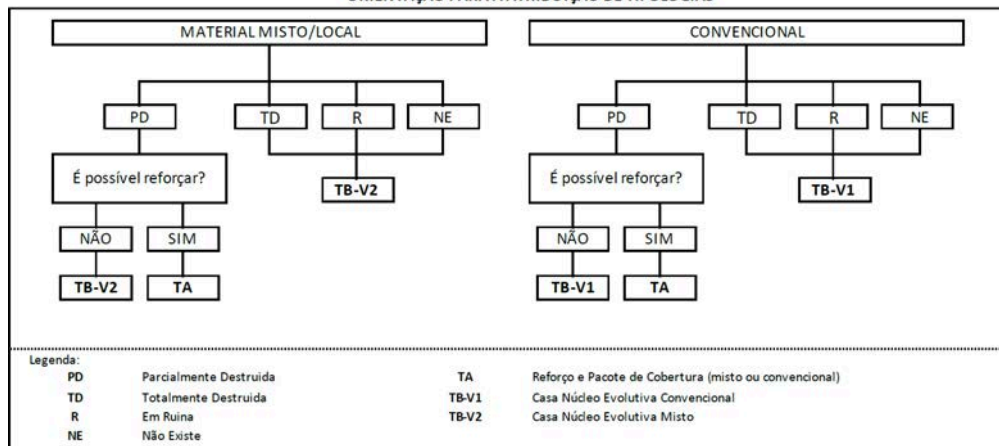 MATERIAL MISTO/LOCAL
CONVENCIONAL
PD TD R NE
PD TD R NE
É possível reforçar?
TB-V2
É possível reforçar?
TB-V1
NÃO SIM
NÃO SIM
TB-V2 TA
TB-V1 TA
Legenda:
PD Parcialmente Destruida
TD Totalmente Destruida
R Em Ruina
NE Não Existe
TA Reforço e Pacote de Cobertura (misto ou convencional)
TB-V1 Casa Núcleo Evolutiva Convencional
TB-V2 Casa Núcleo Evolutiva Misto